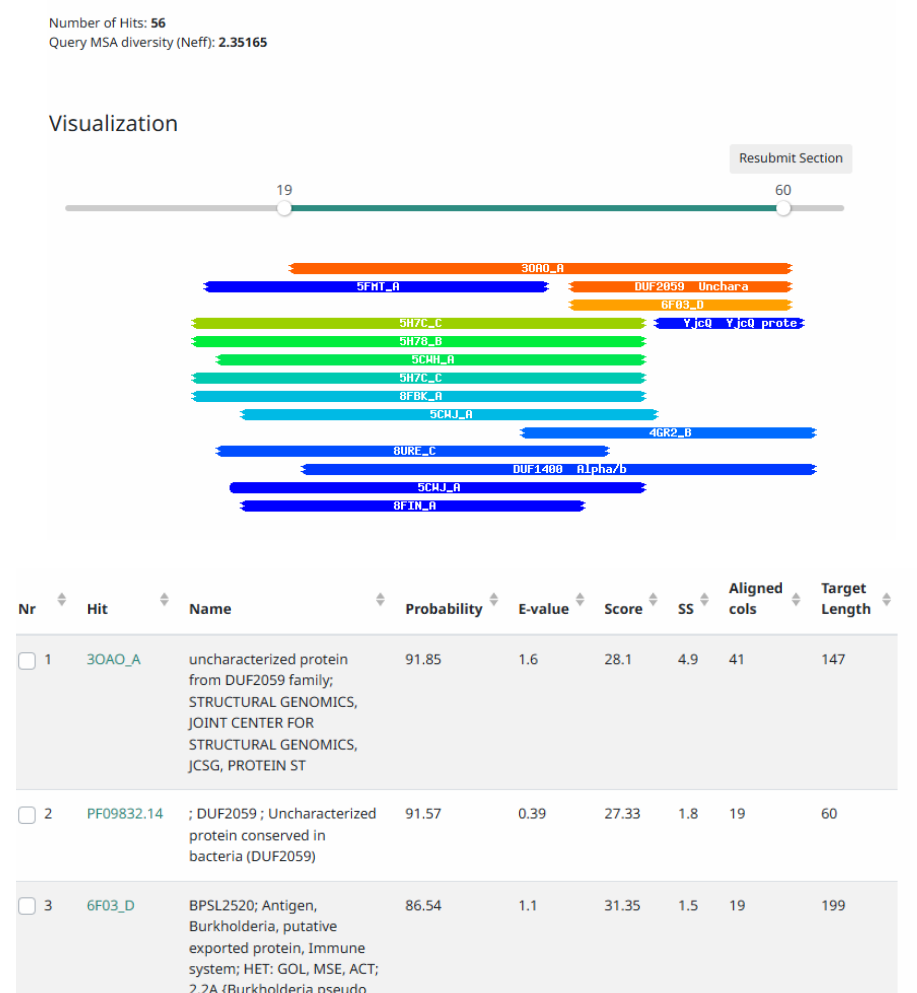 Number of Hits: 56
Query MSA diversity (Neff): 2.35165
Visualization
Resubmit Section
19 60
3OAO_A
5FMT_A DUF2059 Unchara
6F03_D
5H7C_C YjcQ YjcQ prote
5H78_B
5CWH_A
5H7C_C
8FBK_A
5CWJ_A
4GR2_B
8URE_C
DUF1400 Alpha/b
5CWJ_A
8FIN_A
Nr Hit Name Probability E-value Score SS Aligned cols Target Length
1 3OAO_A uncharacterized protein 91.85 1.6 28.1 4.9 41 147
from DUF2059 family;
STRUCTURAL GENOMICS,
JOINT CENTER FOR
STRUCTURAL GENOMICS,
JCSG, PROTEIN ST
2 PF09832.14 ; DUF2059 ; Uncharacterized 91.57 0.39 27.33 1.8 19 60
protein conserved in
bacteria (DUF2059)
3 6F03_D BPSL2520; Antigen, 86.54 1.1 31.35 1.5 19 199
Burkholderia, putative
exported protein, Immune
system; HET: GOL, MSE, ACT;
2.2A {Burkholderia pseudo